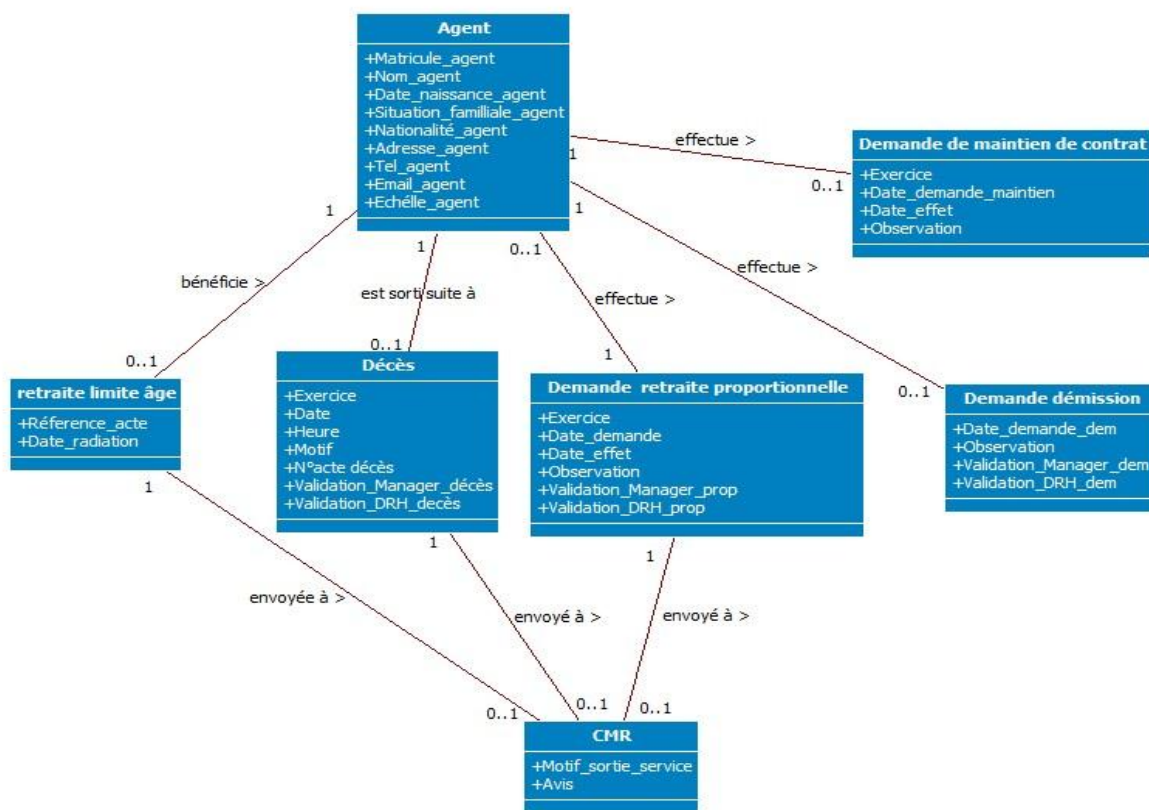 Agent
+Matricule_agent
+Nom_agent
+Date_naissance_agent
+Situation_familliale_agent
+Nationalité_agent
+Adresse_agent
+Tel_agent
+Email_agent
+Echélle_agent
effectue >
1
0..1
Demande de maintien de contrat
+Exercice
+Date_demande_maintien
+Date_effet
+Observation
1
bénéficie >
0..1
1
est sorti suite à
0..1
0..1
effectue >
1
1
effectue >
0..1
retraite limite âge
+Réference_acte
+Date_radiation
Décès
+Exercice
+Date
+Heure
+Motif
+N°acte décès
+Validation_Manager_décès
+Validation_DRH_decès
Demande retraite proportionnelle
+Exercice
+Date_demande
+Date_effet
+Observation
+Validation_Manager_prop
+Validation_DRH_prop
Demande démission
+Date_demande_dem
+Observation
+Validation_Manager_dem
+Validation_DRH_dem
1
envoyée à >
0..1
1
envoyé à >
0..1
1
envoyé à >
0..1
CMR
+Motif_sortie_service
+Avis